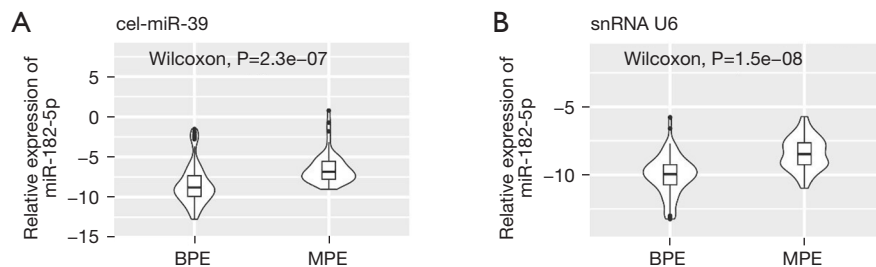 A
cel-miR-39
Relative expression of
miR-182-5p
Wilcoxon, P=2.3e−07
5
0
−5
−10
−15
BPE
MPE
B
snRNA U6
Relative expression of
miR-182-5p
Wilcoxon, P=1.5e−08
−5
−10
BPE
MPE